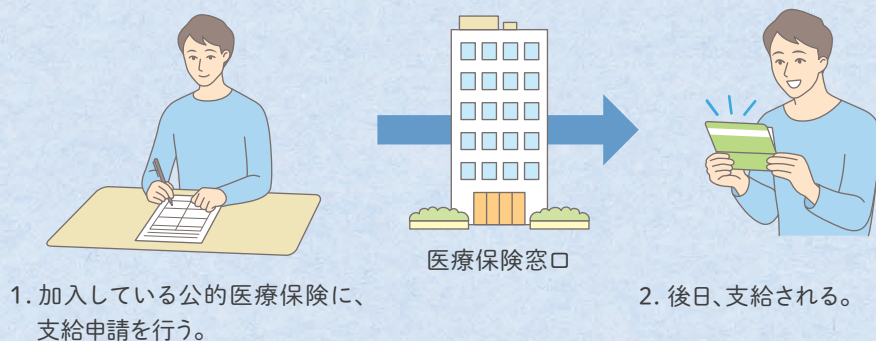 医療保険窓口
1. 加入している公的医療保険に、
支給申請を行う。
2. 後日、支給される。